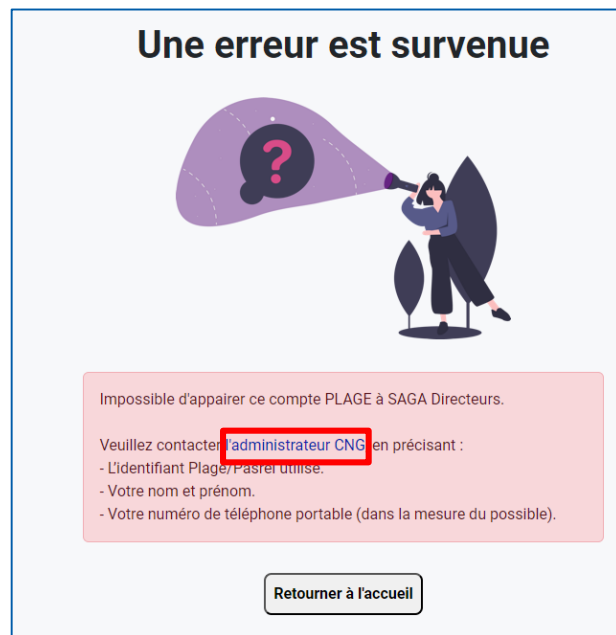 Une erreur est survenue
?
Impossible d'appairer ce compte PLAGE à SAGA Directeurs.
Veuillez contacter l'administrateur CNG en précisant :
- L'identifiant Plage/Pasrel utilisé.
- Votre nom et prénom.
- Votre numéro de téléphone portable (dans la mesure du possible).
Retourner à l'accueil